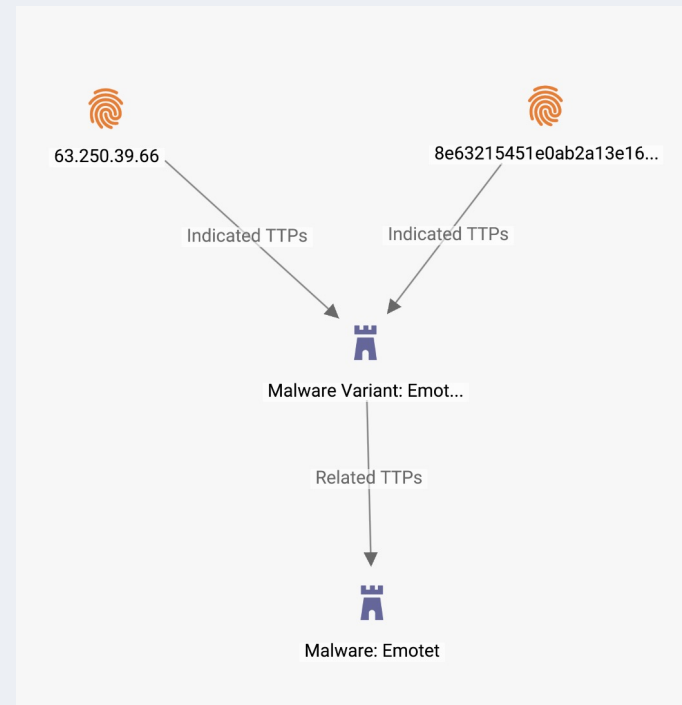 63.250.39.66
8e63215451e0ab2a13e16...
Indicated TTPs
Indicated TTPs
Malware Variant: Emot...
Related TTPs
Malware: Emotet